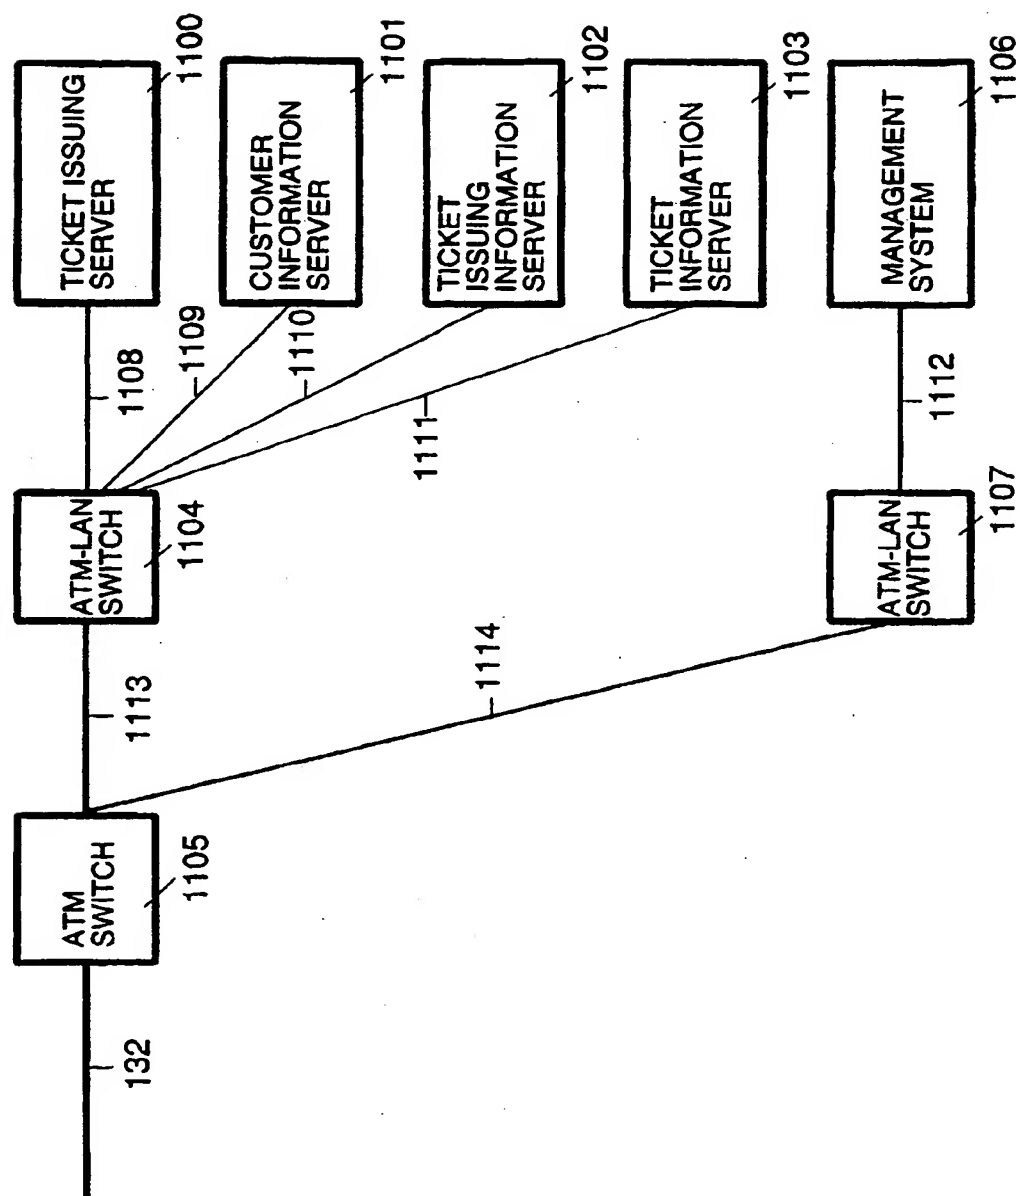 TICKET ISSUING
SERVER
1100
CUSTOMER
INFORMATION
SERVER
1101
TICKET
ISSUING
INFORMATION
SERVER
1102
TICKET
INFORMATION
SERVER
1103
MANAGEMENT
SYSTEM
1106
1108
1109
1110
1111
1112
ATM-LAN
SWITCH
1104
ATM-LAN
SWITCH
1107
1113
1114
ATM
SWITCH
1105
132